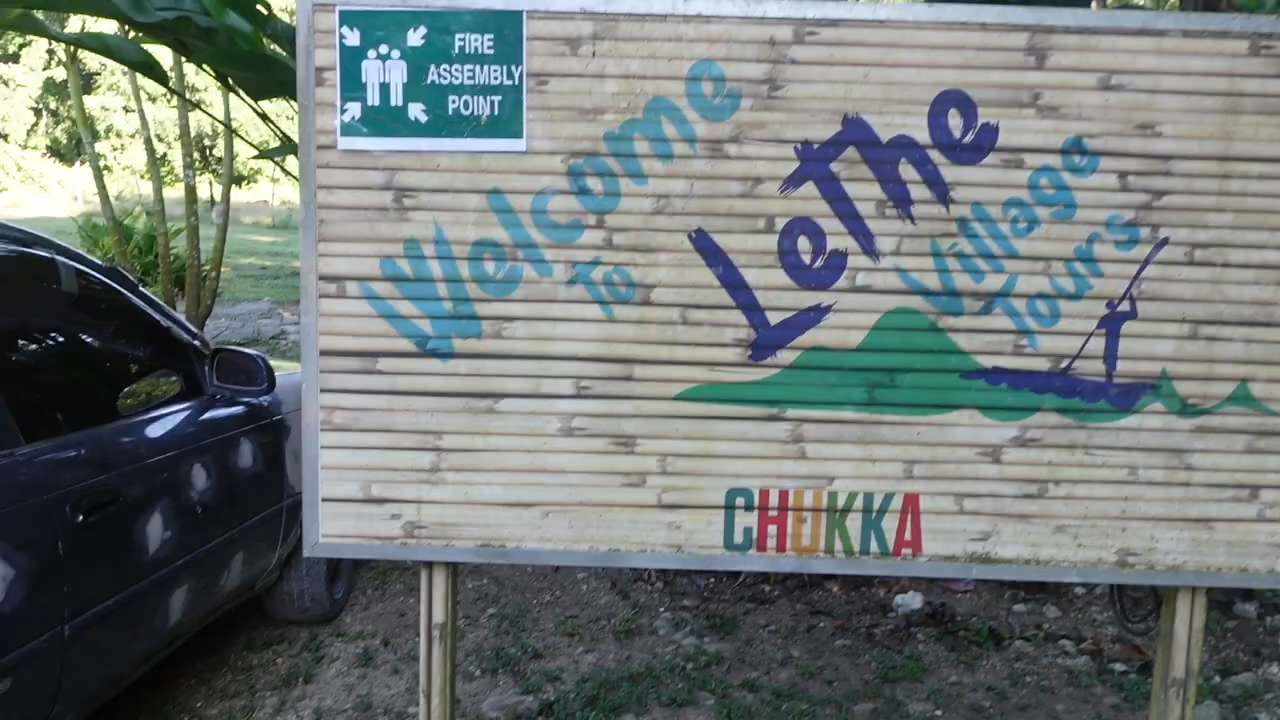 FIRE
ASSEMBLY
POINT
Welcome
To
LeThe
Village
Tours
CHUKKA